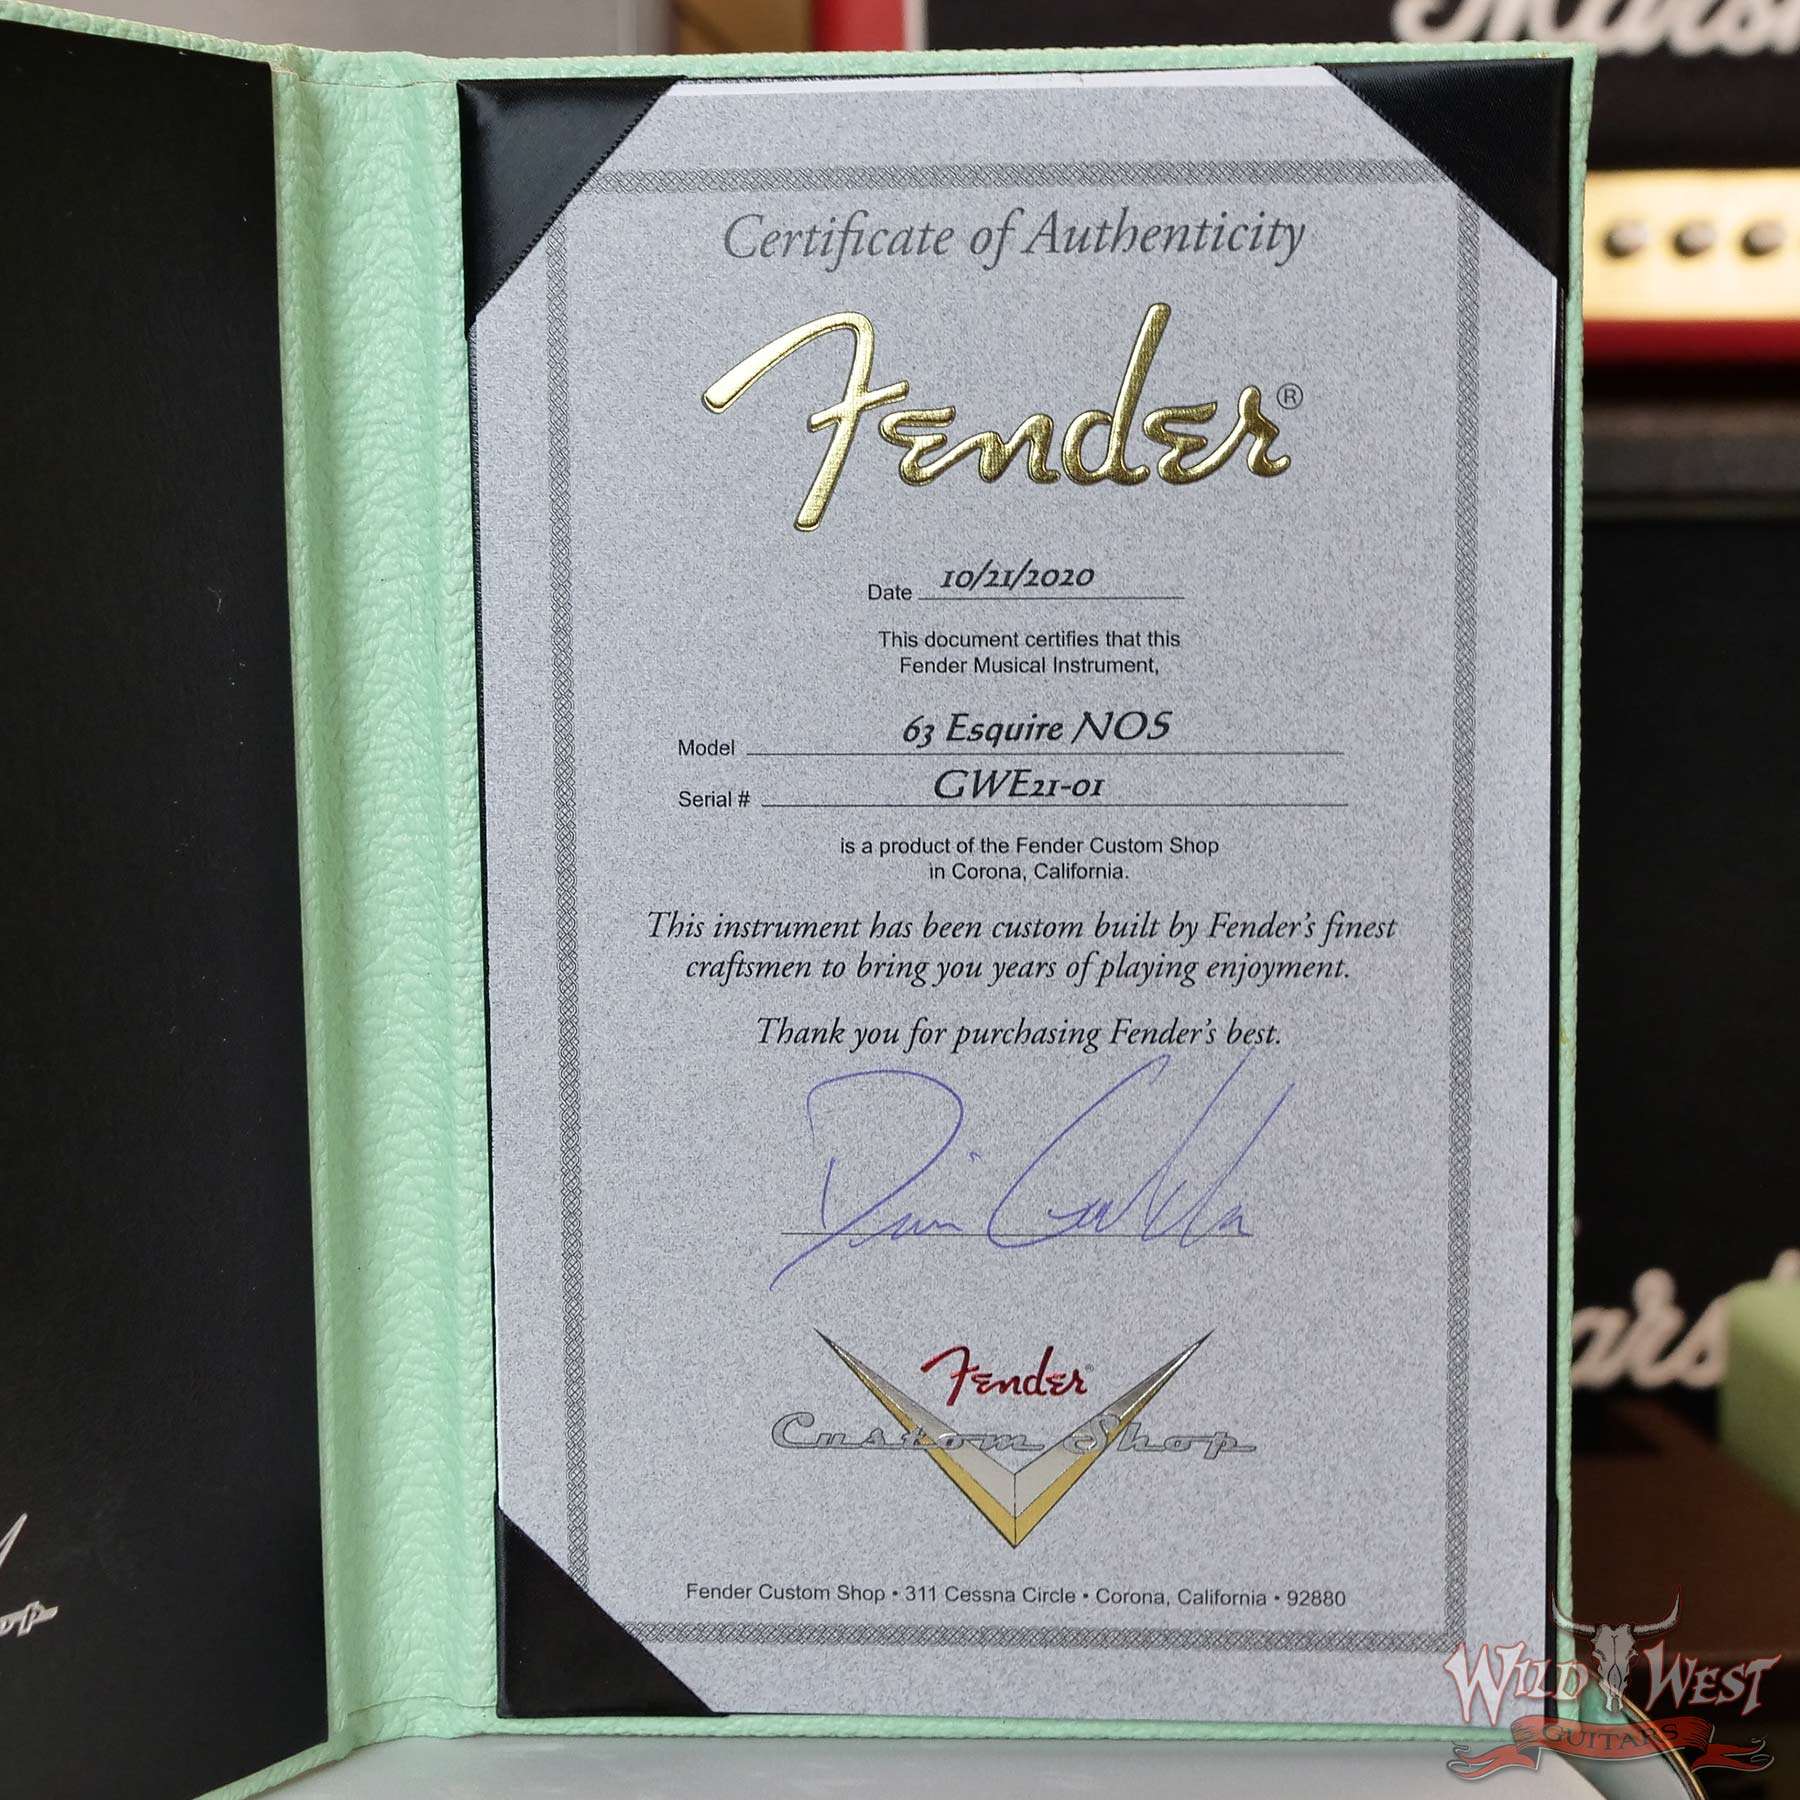 Marsh
Certificate of Authenticity
Fender®
Date 10/21/2020
This document certifies that this
Fender Musical Instrument,
Model 63 Esquire NOS
Serial # GWE21-01
is a product of the Fender Custom Shop
in Corona, California.
This instrument has been custom built by Fender's finest
craftsmen to bring you years of playing enjoyment.
Thank you for purchasing Fender's best.
Fender®
Custom Shop
Fender Custom Shop • 311 Cessna Circle • Corona, California • 92880
ars
op
Wild West
Guitars